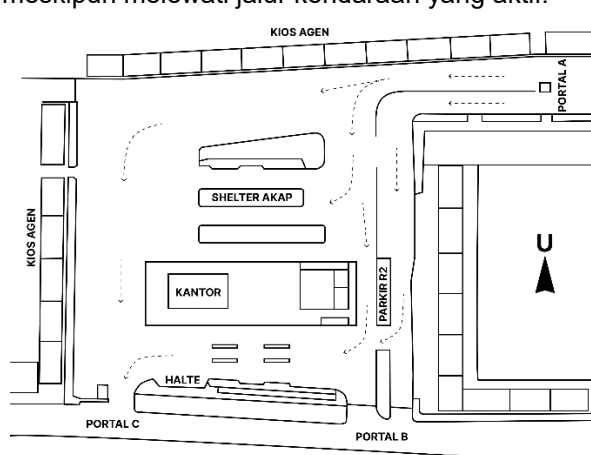 meskipun melewati jalur kendaraan yang aktif.
KIOS AGEN
PORTAL A
SHELTER AKAP
KIOS AGEN
U
KANTOR
PARKIR R2
HALTE
PORTAL C
PORTAL B